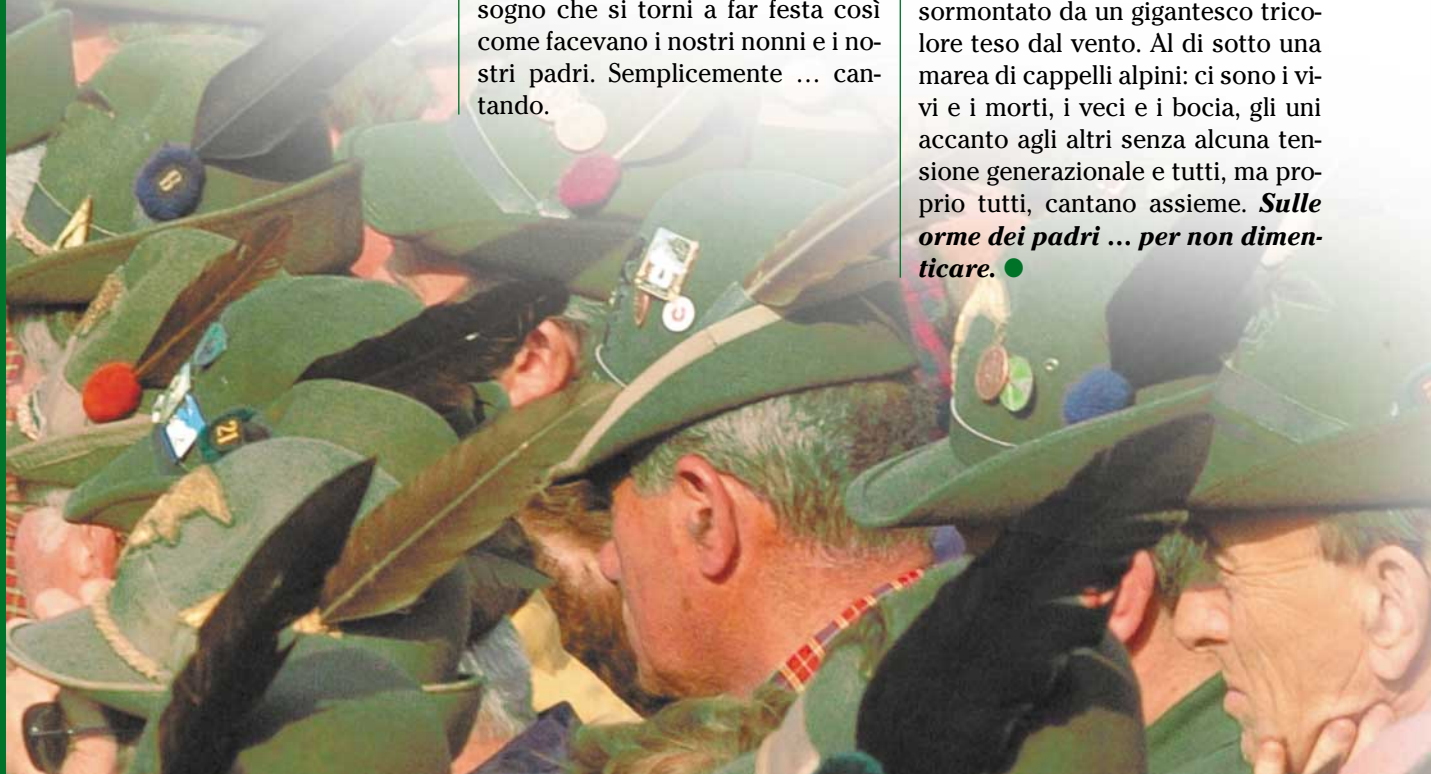 sogno che si torni a far festa così
come facevano i nostri nonni e i no-
stri padri. Semplicemente … can-
tando.
sormontato da un gigantesco trico-
lore teso dal vento. Al di sotto una
marea di cappelli alpini: ci sono i vi-
vi e i morti, i veci e i bocia, gli uni
accanto agli altri senza alcuna ten-
sione generazionale e tutti, ma pro-
prio tutti, cantano assieme. Sulle
orme dei padri … per non dimen-
ticare.
21